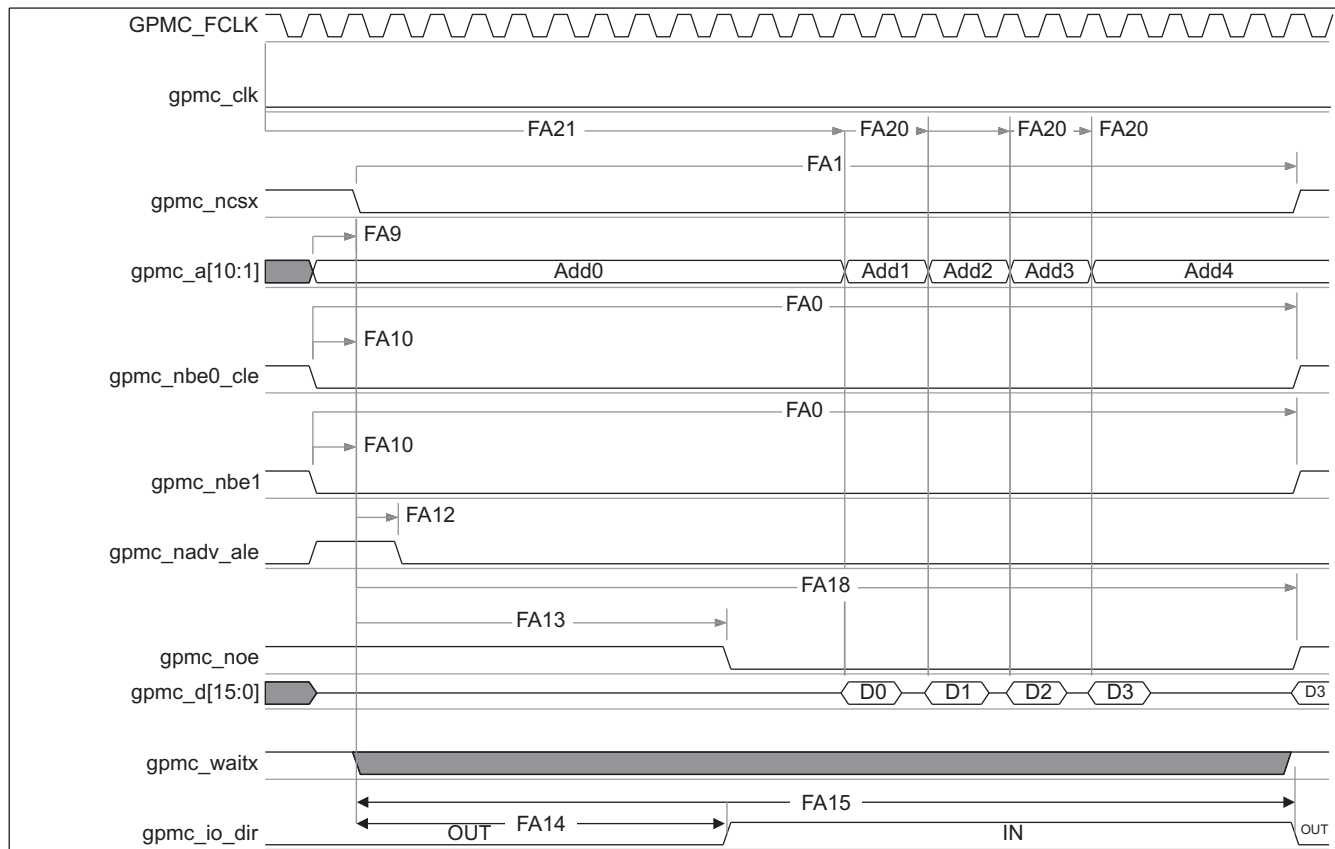 GPMC_FCLK
gpmc_clk
FA21 FA20 FA20 FA20
FA1
gpmc_ncsx
FA9
gpmc_a[10:1] Add0 Add1 Add2 Add3 Add4
FA0
FA10
gpmc_nbe0_cle
FA0
FA10
gpmc_nbe1
FA12
gpmc_nadv_ale
FA18
FA13
gpmc_noe
gpmc_d[15:0] D0 D1 D2 D3 D3
gpmc_waitx
FA15
FA14
gpmc_io_dir OUT IN OUT